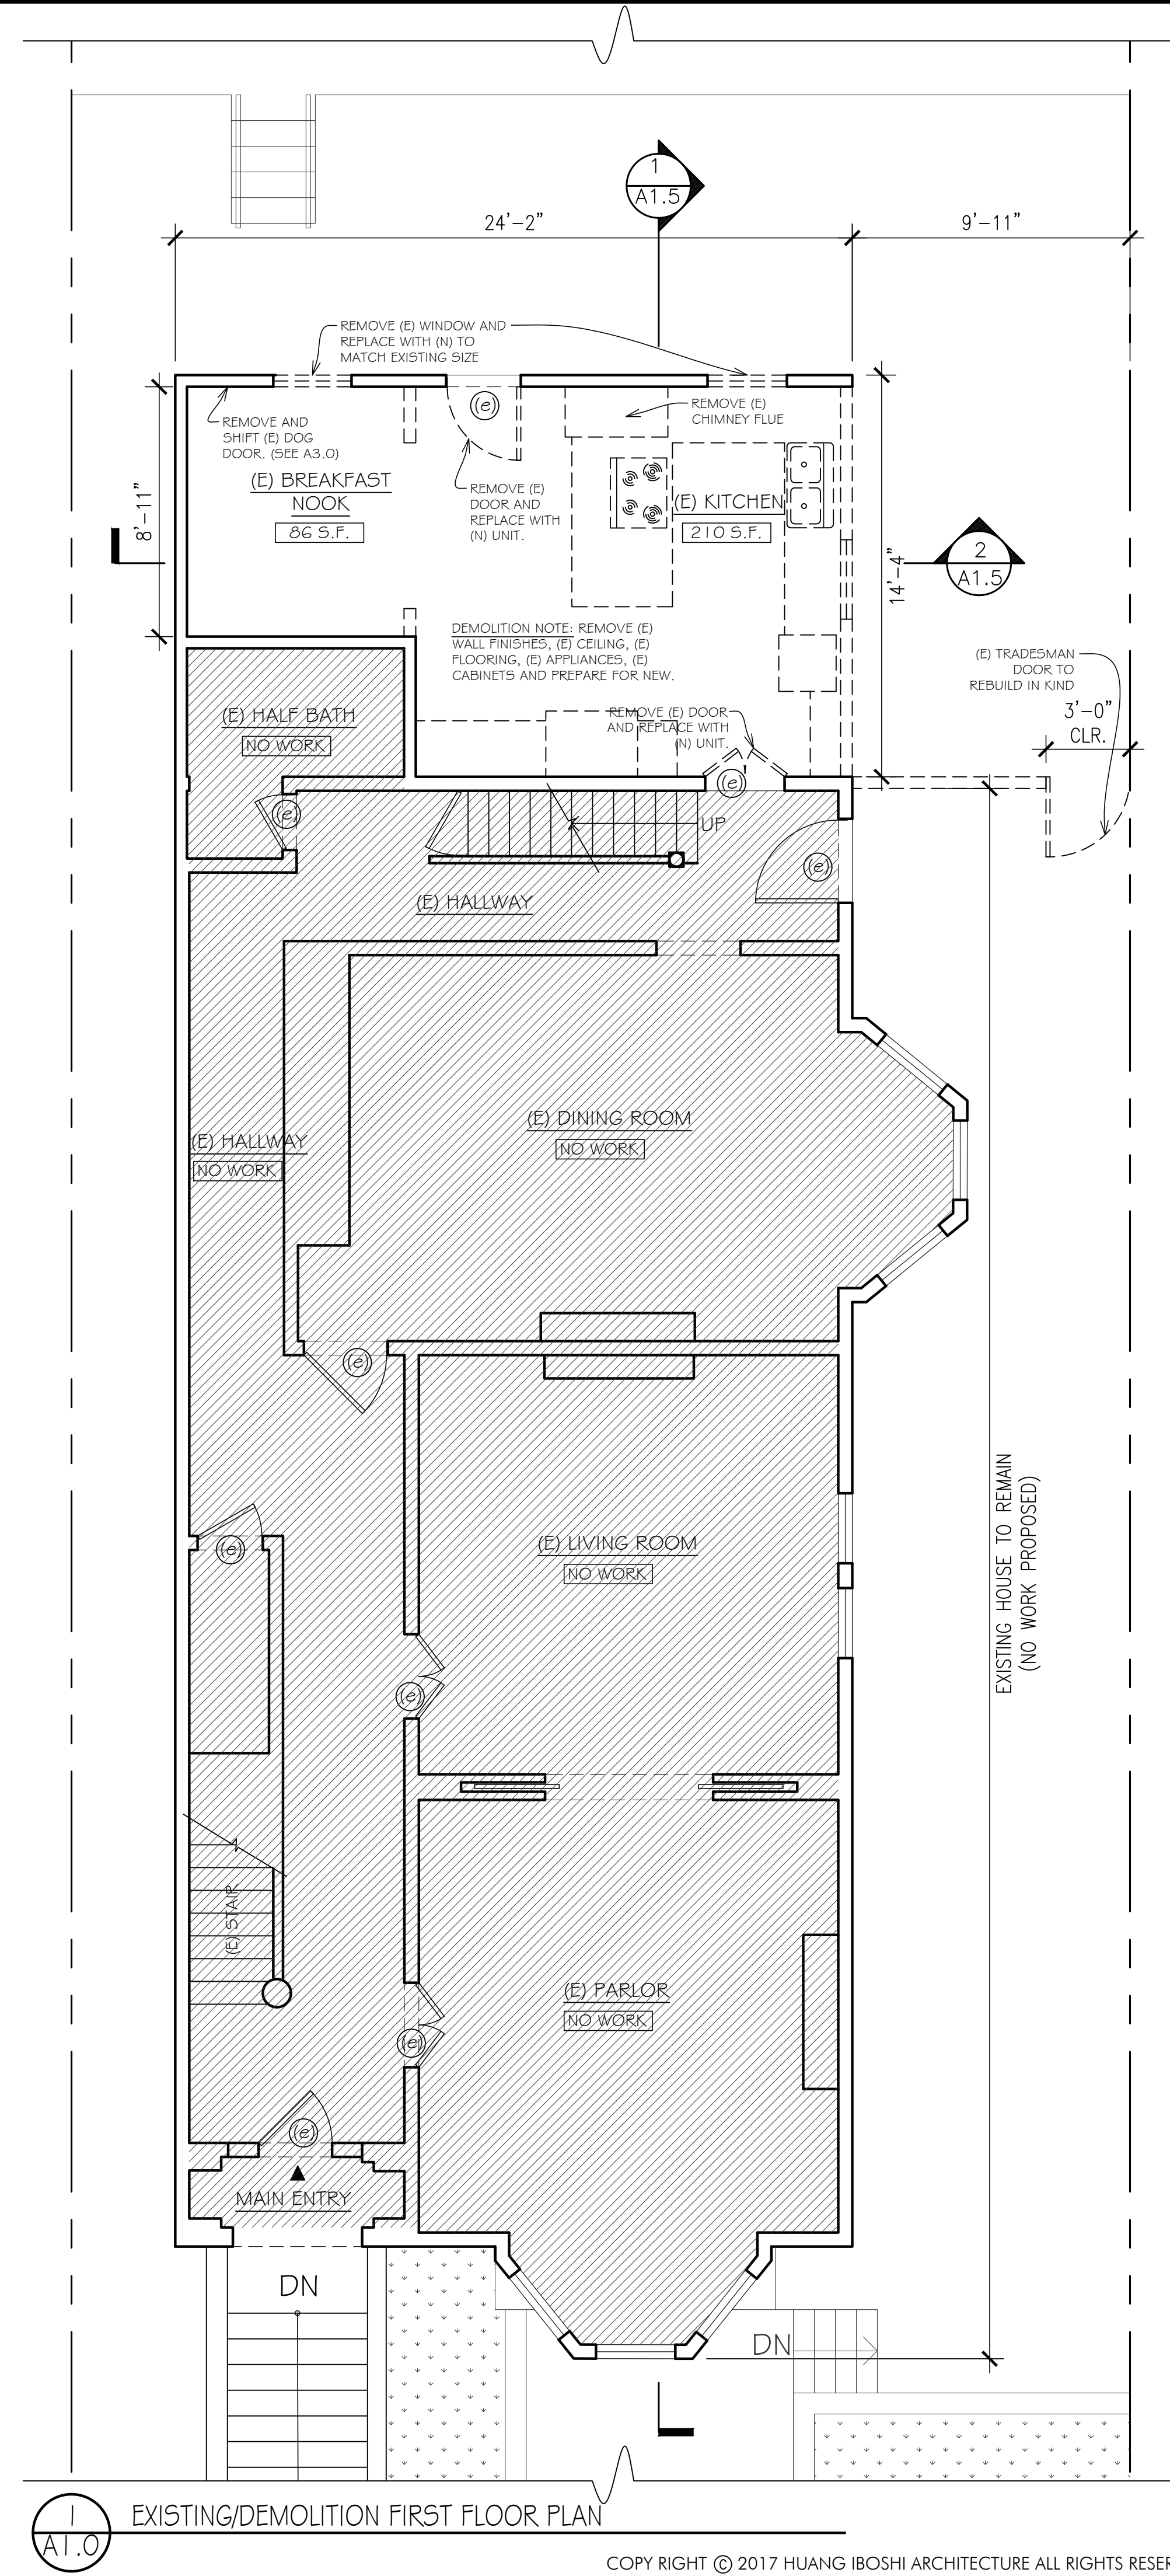 1
A1.5
24'-2"
9'-11"
REMOVE (E) WINDOW AND
REPLACE WITH (N) TO
MATCH EXISTING SIZE
(e)
REMOVE (E)
CHIMNEY FLUE
REMOVE AND
SHIFT (E) DOG
DOOR. (SEE A3.0)
(E) BREAKFAST
NOOK
86 S.F.
8'-11"
REMOVE (E)
DOOR AND
REPLACE WITH
(N) UNIT.
(E) KITCHEN
210 S.F.
14'-4"
2
A1.5
DEMOLITION NOTE: REMOVE (E)
WALL FINISHES, (E) CEILING, (E)
FLOORING, (E) APPLIANCES, (E)
CABINETS AND PREPARE FOR NEW.
(E) TRADESMAN
DOOR TO
REBUILD IN KIND
3'-0"
CLR.
(E) HALF BATH
NO WORK
REMOVE (E) DOOR
AND REPLACE WITH
(N) UNIT.
(e)
(e)
UP
(e)
(E) HALLWAY
(E) DINING ROOM
NO WORK
(E) HALLWAY
NO WORK
(e)
EXISTING HOUSE TO REMAIN
(NO WORK PROPOSED)
(E) LIVING ROOM
NO WORK
(e)
(e)
(E) STAIR
(E) PARLOR
NO WORK
(e)
(e)
MAIN ENTRY
DN
DN
1
A1.0
EXISTING/DEMOLITION FIRST FLOOR PLAN
COPY RIGHT © 2017 HUANG IBOSHI ARCHITECTURE ALL RIGHTS RESER